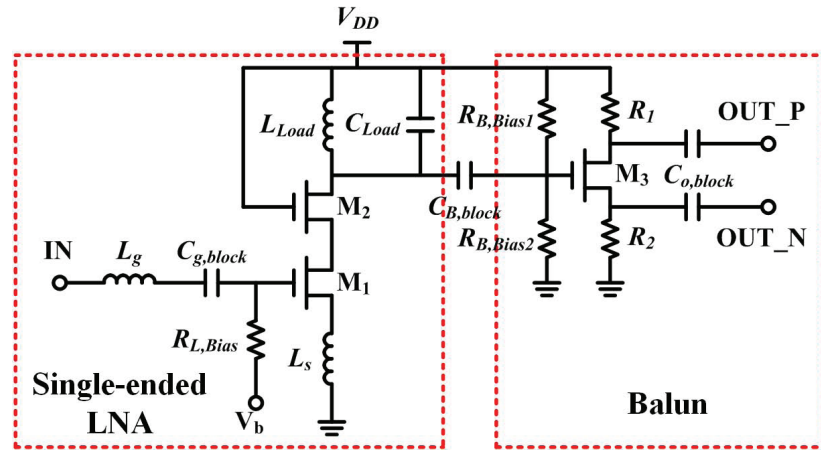 V_DD
L_Load
C_Load
R_B,Bias1
R_1
OUT_P
M_2
C_B,block
M_3
C_o,block
IN
L_g
C_g,block
M_1
R_B,Bias2
R_2
OUT_N
R_L,Bias
L_s
Single-ended
LNA
V_b
Balun